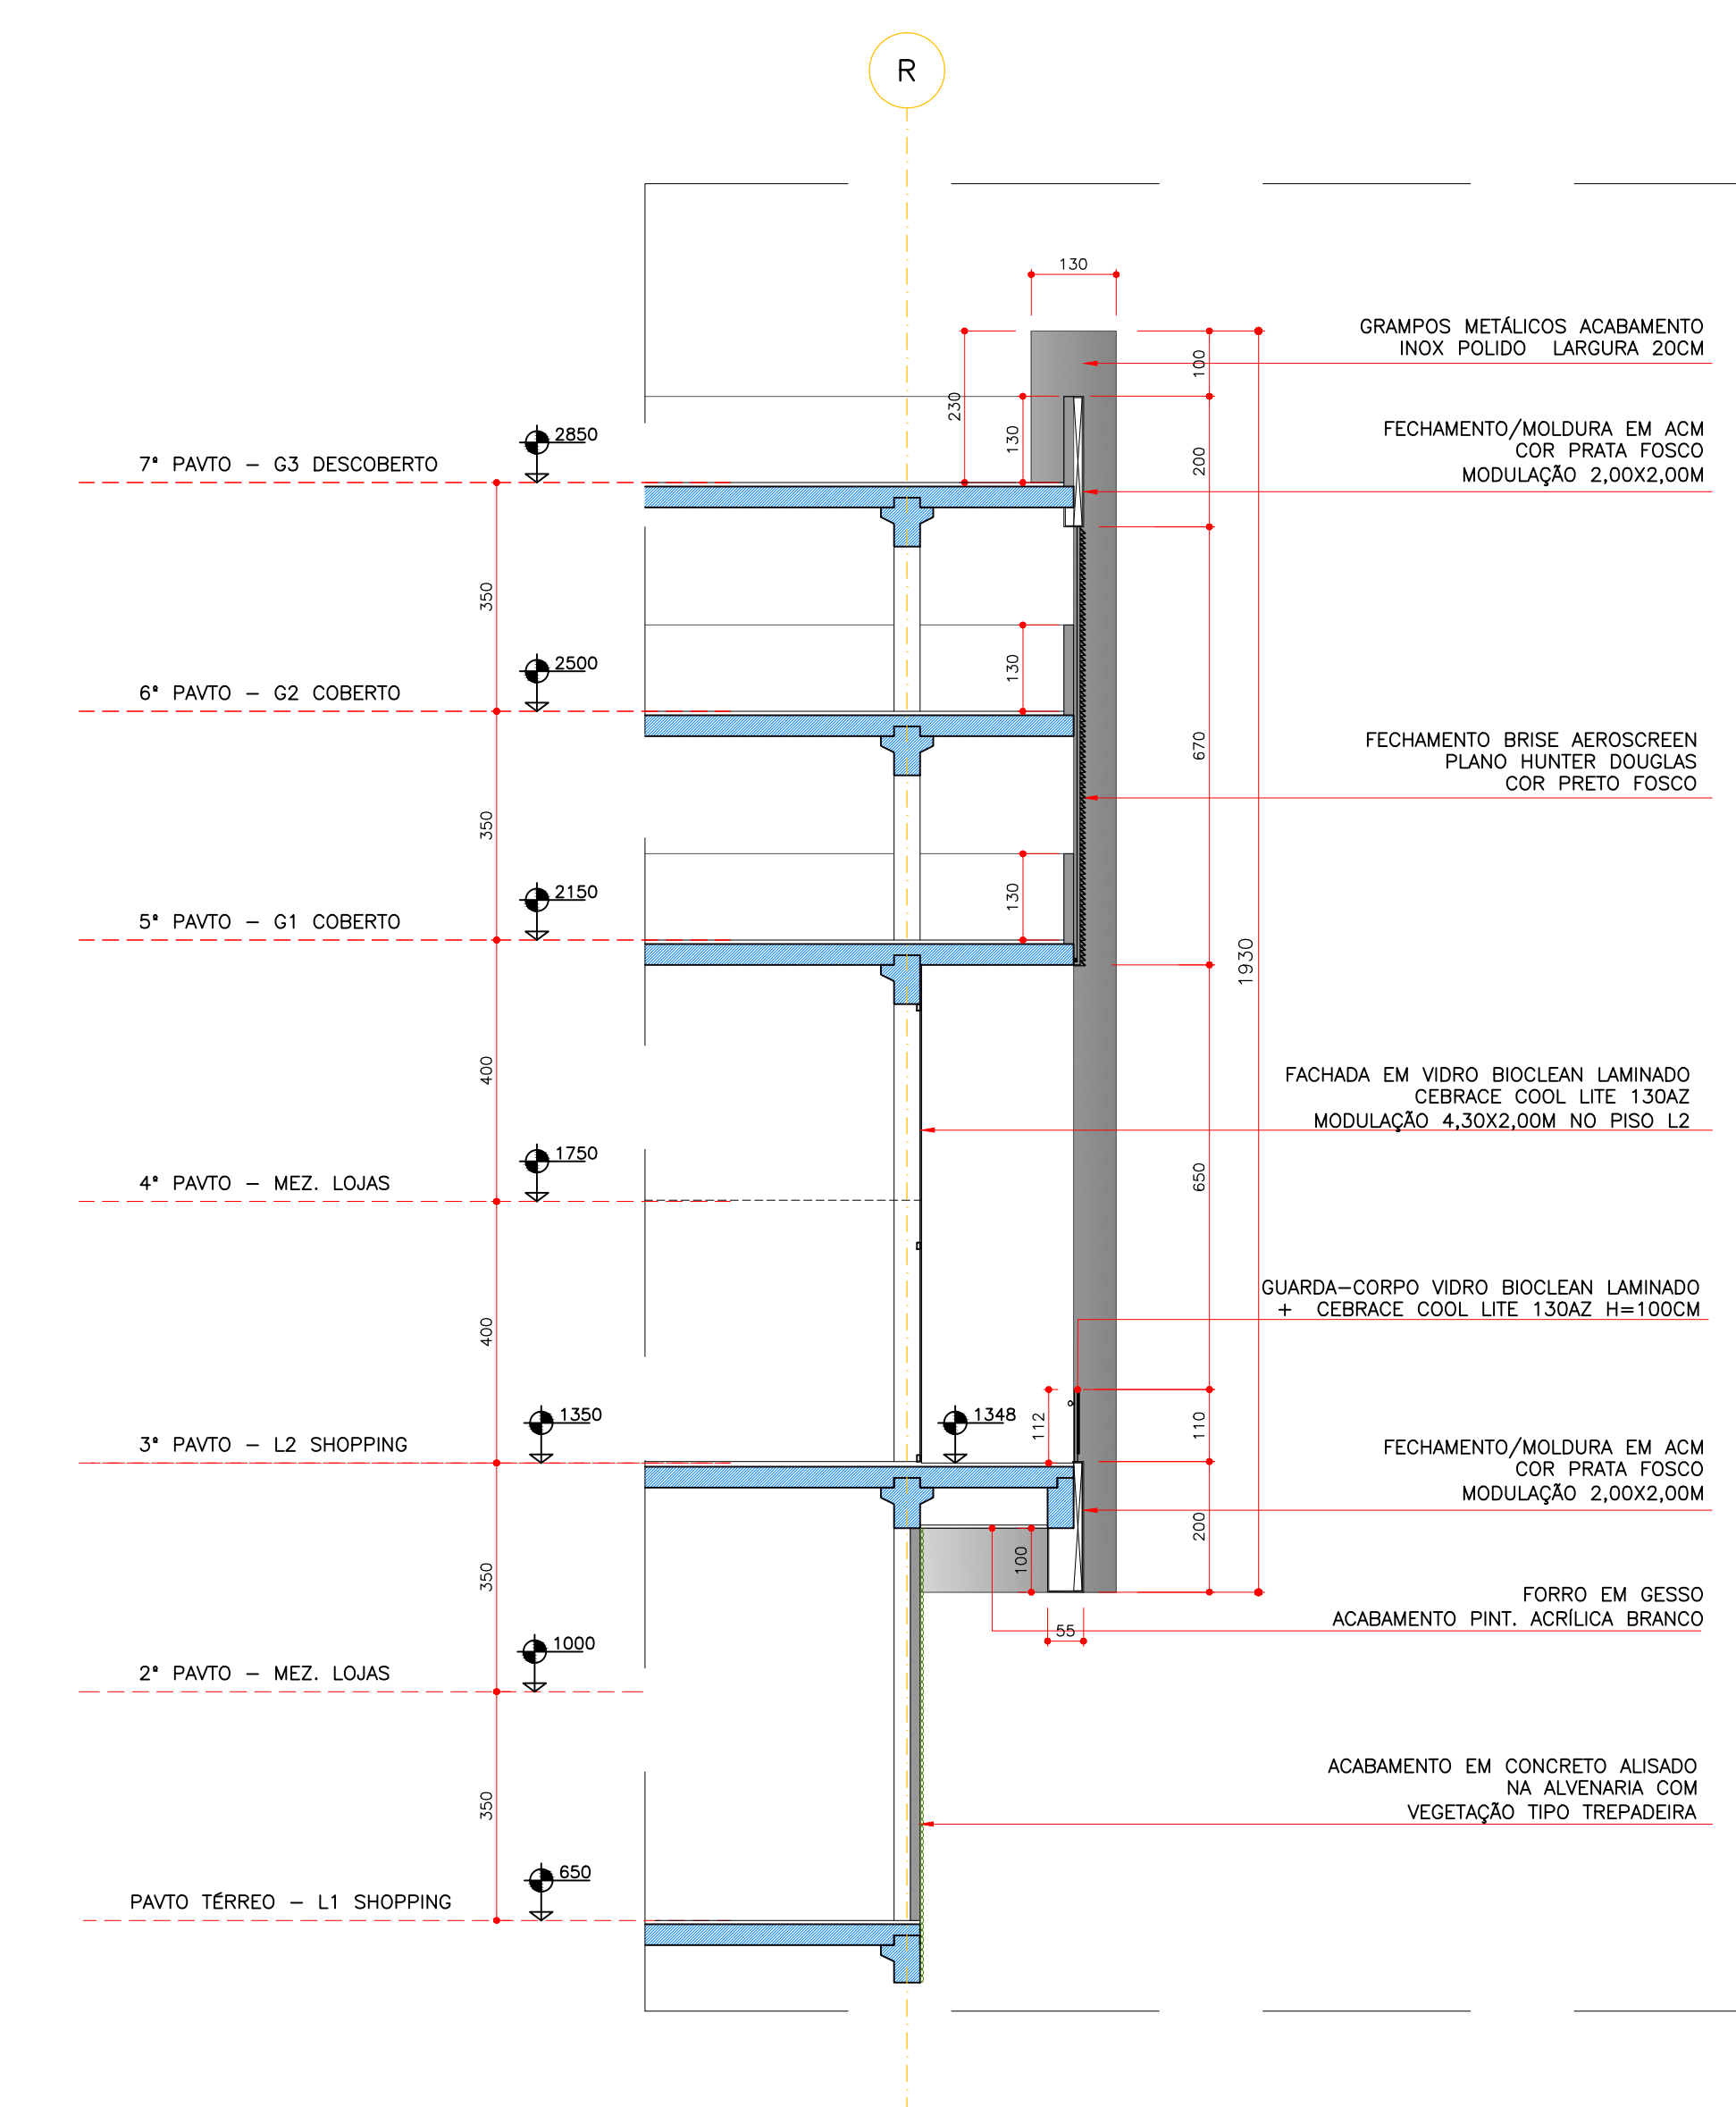 R
130
GRAMPOS METÁLICOS ACABAMENTO
INOX POLIDO LARGURA 20CM
100
230
130
FECHAMENTO/MOLDURA EM ACM
COR PRATA FOSCO
MODULAÇÃO 2,00X2,00M
200
2850
7ª PAVTO - G3 DESCOBERTO
350
2500
6ª PAVTO - G2 COBERTO
130
670
FECHAMENTO BRISE AEROSCREEN
PLANO HUNTER DOUGLAS
COR PRETO FOSCO
350
2150
5ª PAVTO - G1 COBERTO
130
1930
400
FACHADA EM VIDRO BIOCLEAN LAMINADO
CEBRACE COOL LITE 130AZ
MODULAÇÃO 4,30X2,00M NO PISO L2
1750
4ª PAVTO - MEZ. LOJAS
650
400
GUARDA-CORPO VIDRO BIOCLEAN LAMINADO
+ CEBRACE COOL LITE 130AZ H=100CM
1350
1348
112
110
3ª PAVTO - L2 SHOPPING
FECHAMENTO/MOLDURA EM ACM
COR PRATA FOSCO
MODULAÇÃO 2,00X2,00M
200
350
100
FORRO EM GESSO
ACABAMENTO PINT. ACRÍLICA BRANCO
55
1000
2ª PAVTO - MEZ. LOJAS
350
ACABAMENTO EM CONCRETO ALISADO
NA ALVENARIA COM
VEGETAÇÃO TIPO TREPADEIRA
650
PAVTO TÉRREO - L1 SHOPPING